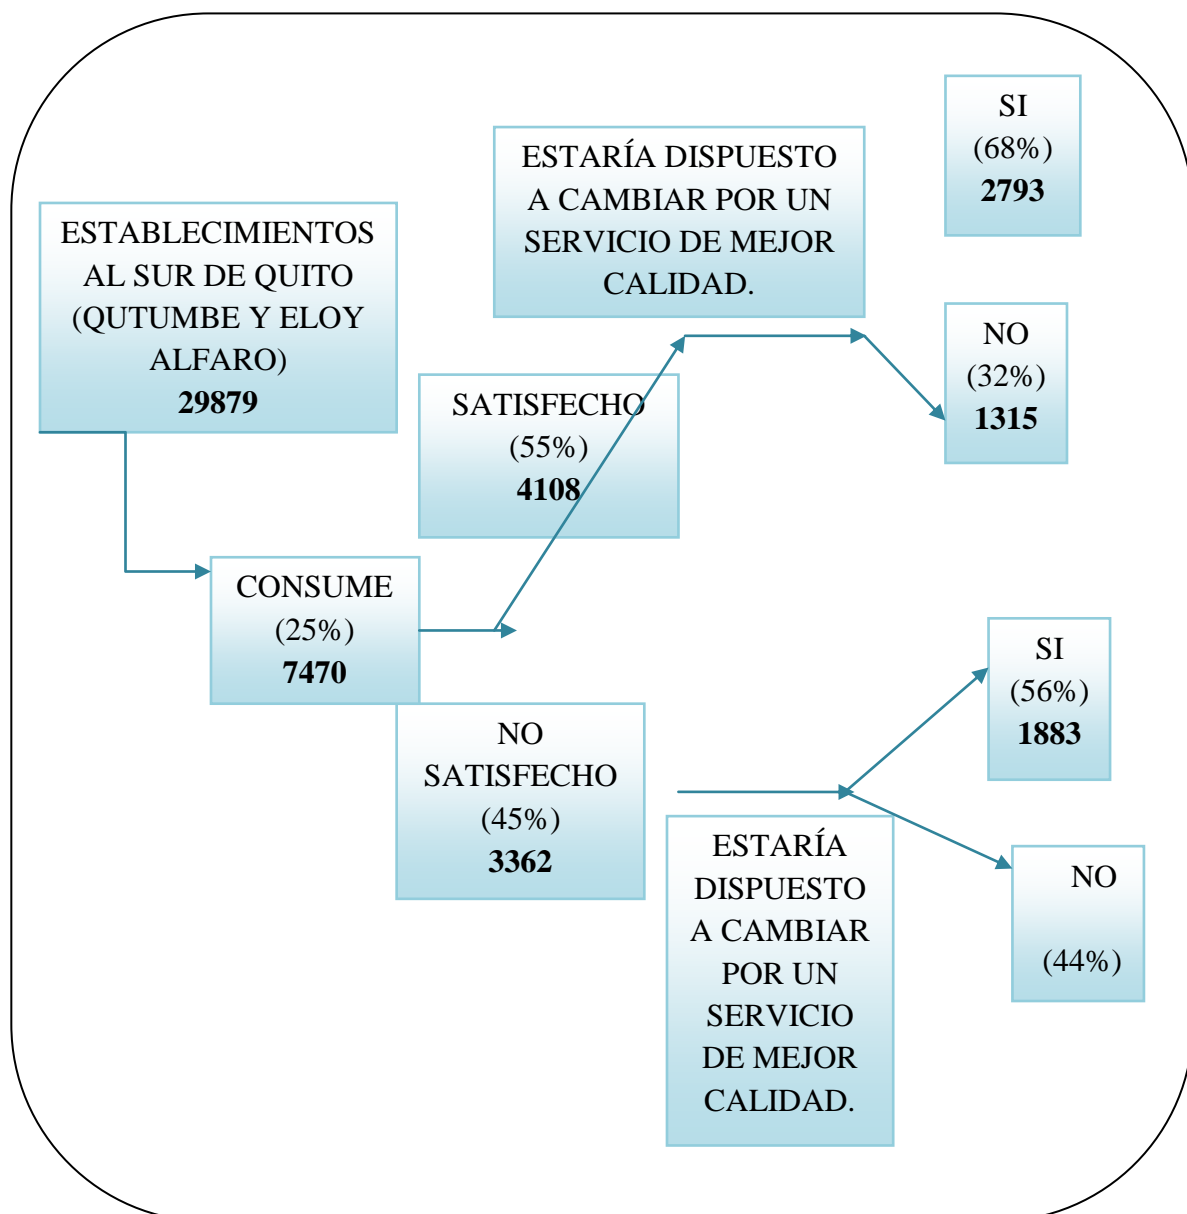 ESTABLECIMIENTOS
AL SUR DE QUITO
(QUTUMBE Y ELOY
ALFARO)
29879
CONSUME
(25%)
7470
SATISFECHO
(55%)
4108
ESTARÍA DISPUESTO
A CAMBIAR POR UN
SERVICIO DE MEJOR
CALIDAD.
SI
(68%)
2793
NO
(32%)
1315
NO
SATISFECHO
(45%)
3362
ESTARÍA
DISPUESTO
A CAMBIAR
POR UN
SERVICIO
DE MEJOR
CALIDAD.
SI
(56%)
1883
NO
(44%)